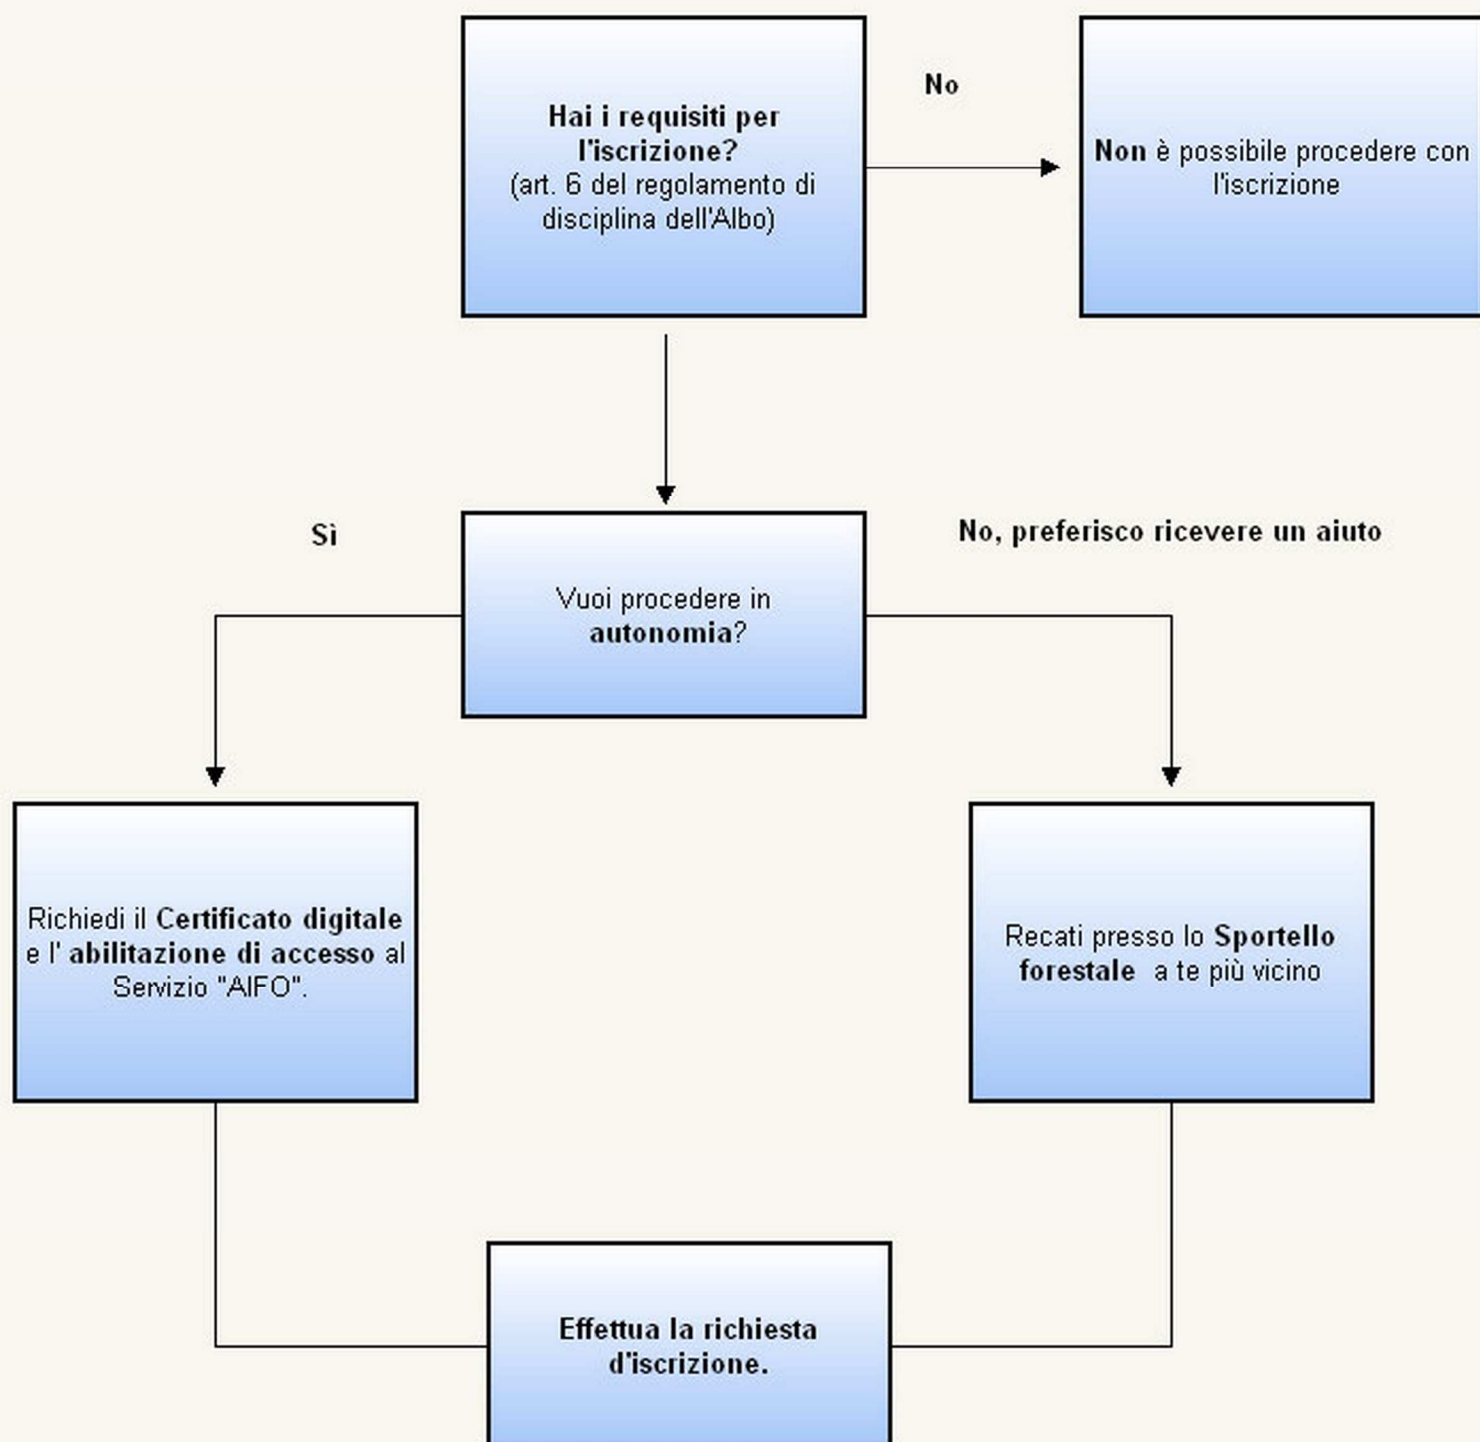 Hai i requisiti per
l'iscrizione?
(art. 6 del regolamento di
disciplina dell'Albo)
No
Non è possibile procedere con
l'iscrizione
Sì
Vuoi procedere in
autonomia?
No, preferisco ricevere un aiuto
Richiedi il Certificato digitale
e l' abilitazione di accesso al
Servizio "AIFO".
Recati presso lo Sportello
forestale a te più vicino
Effettua la richiesta
d'iscrizione.